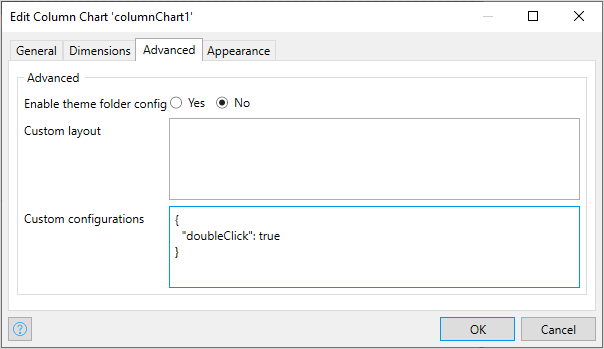 Edit Column Chart 'columnChart1'
General Dimensions Advanced Appearance
Advanced
Enable theme folder config Yes No
Custom layout
Custom configurations
{
"doubleClick": true
}
? OK Cancel